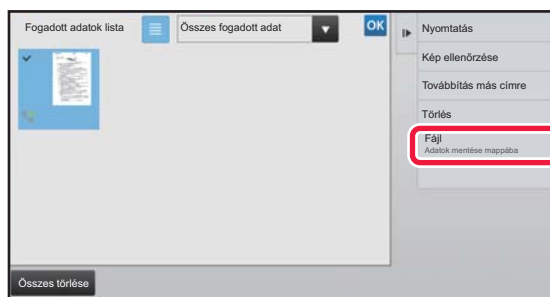 Fogadott adatok lista
Összes fogadott adat
OK
Nyomtatás
Kép ellenőrzése
Továbbítás más címre
Törlés
Fájl
Adatok mentése mappába
Összes törlése